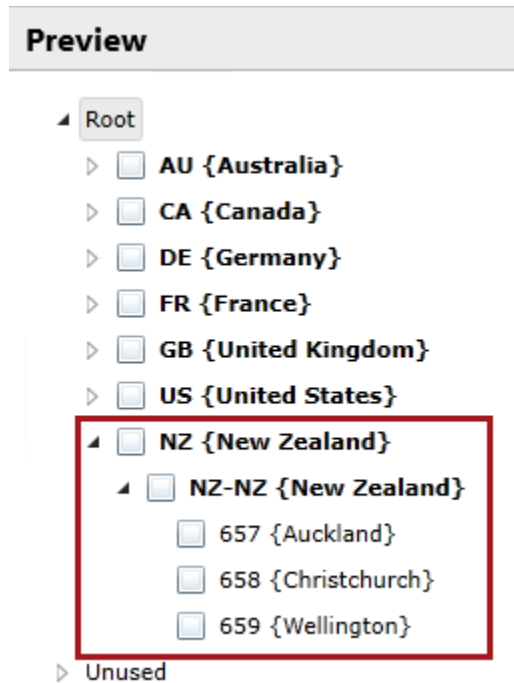 Preview
Root
AU {Australia}
CA {Canada}
DE {Germany}
FR {France}
GB {United Kingdom}
US {United States}
NZ {New Zealand}
NZ-NZ {New Zealand}
657 {Auckland}
658 {Christchurch}
659 {Wellington}
Unused